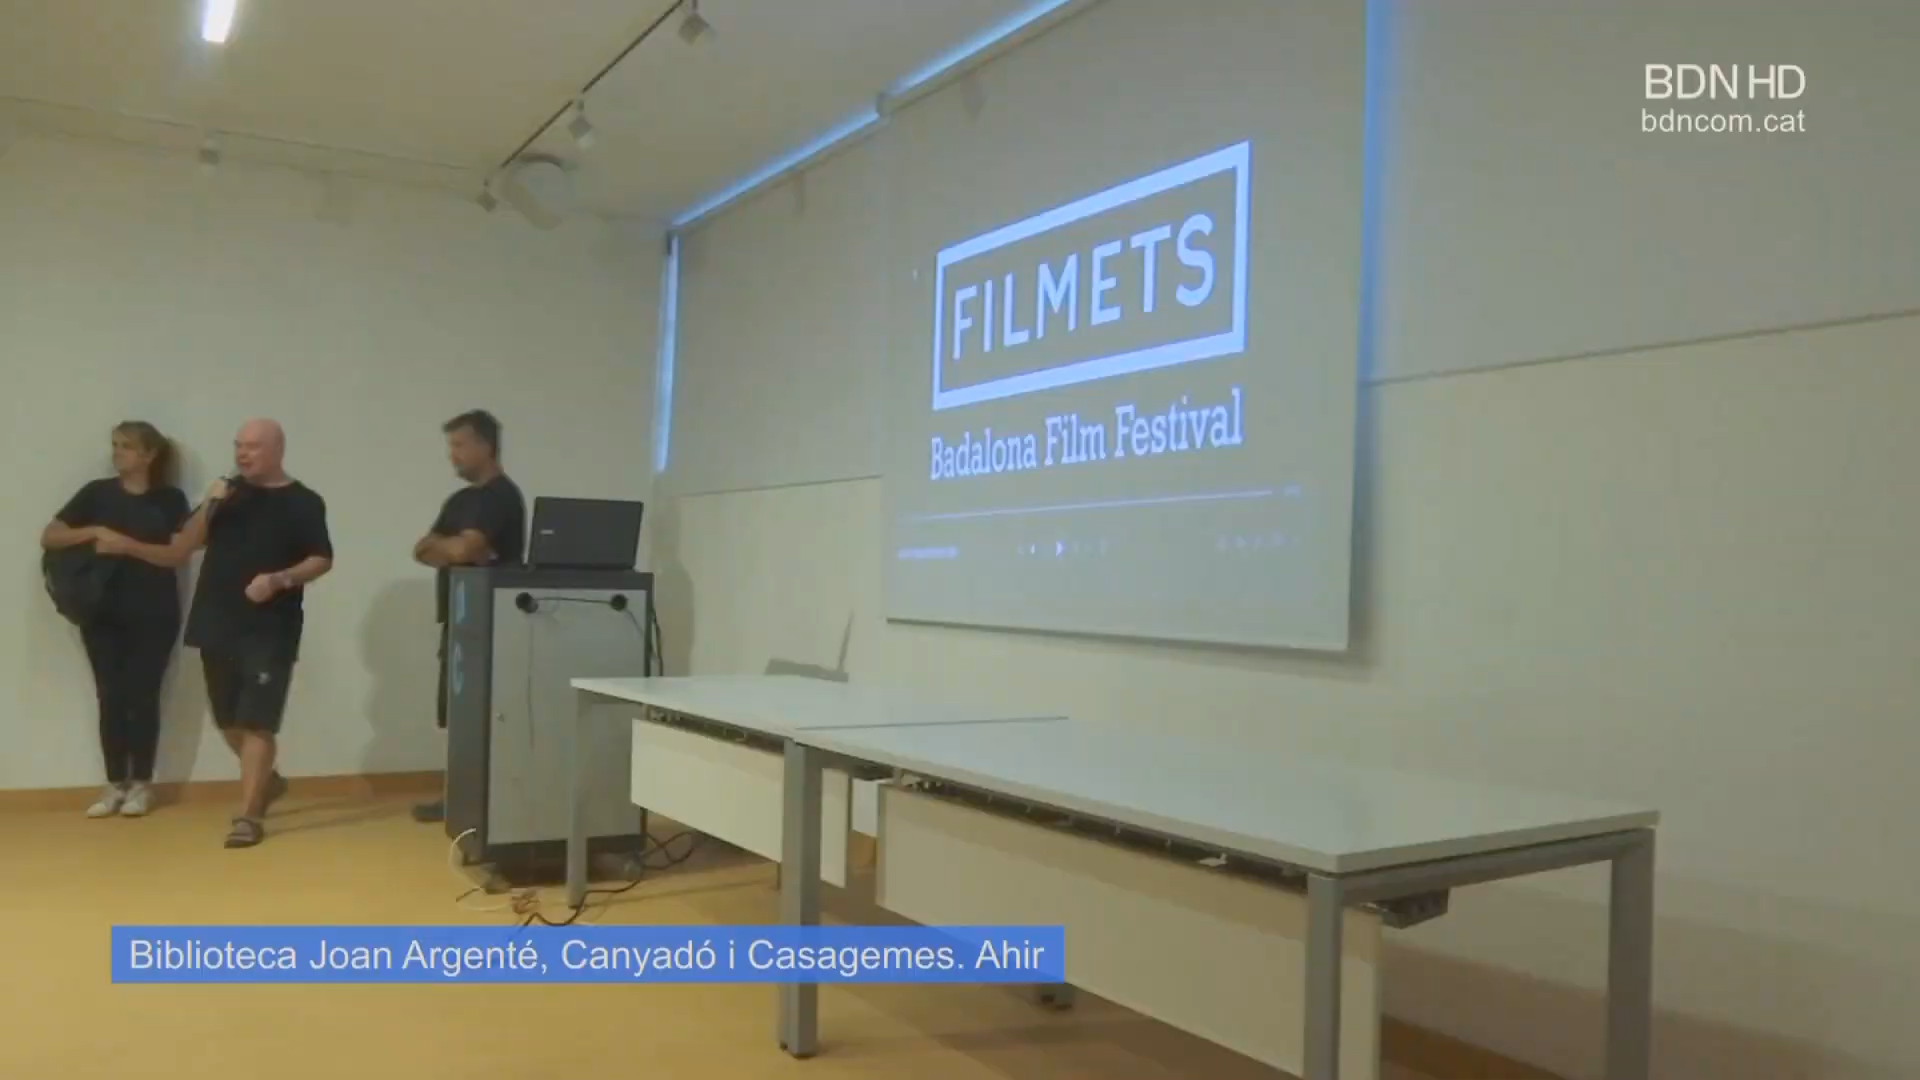 BDN HD
bdncom.cat
FILMETS
Badalona Film Festival
Biblioteca Joan Argenté, Canyadó i Casagemes. Ahir